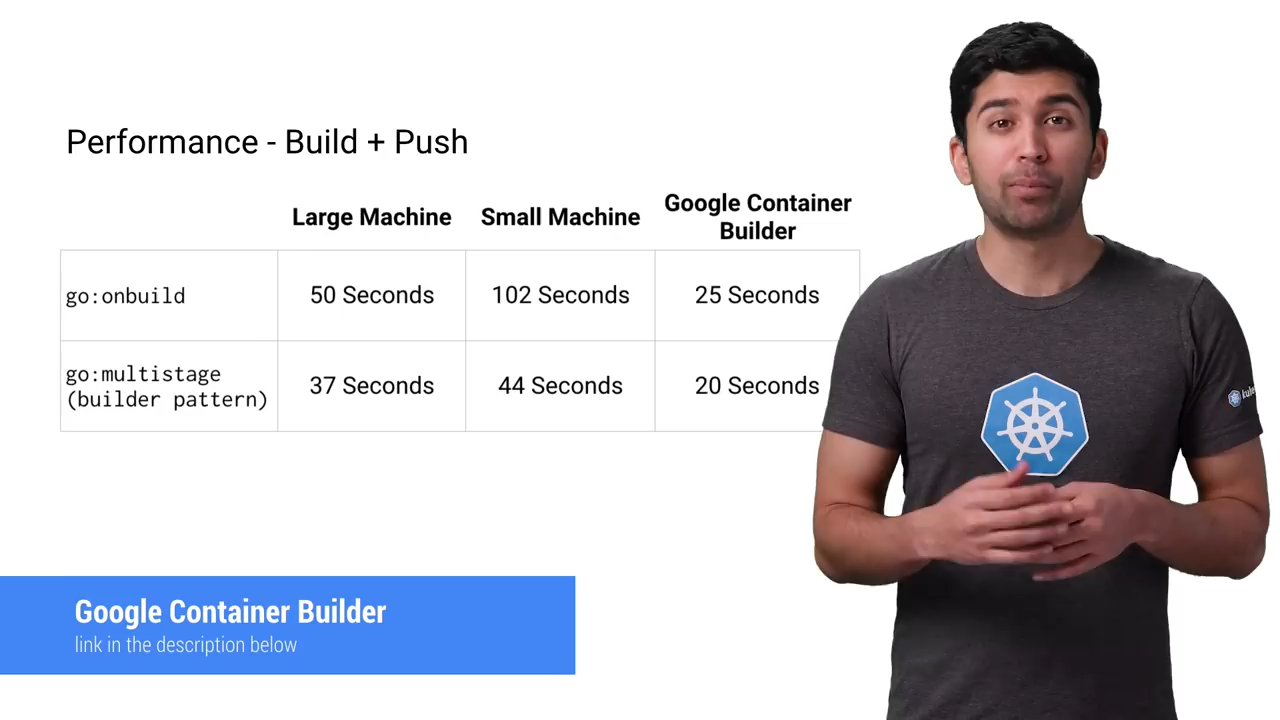 Performance - Build + Push
Large Machine
Small Machine
Google Container
Builder
go:onbuild
50 Seconds
102 Seconds
25 Seconds
go:multistage
(builder pattern)
37 Seconds
44 Seconds
20 Seconds
Google Container Builder
link in the description below